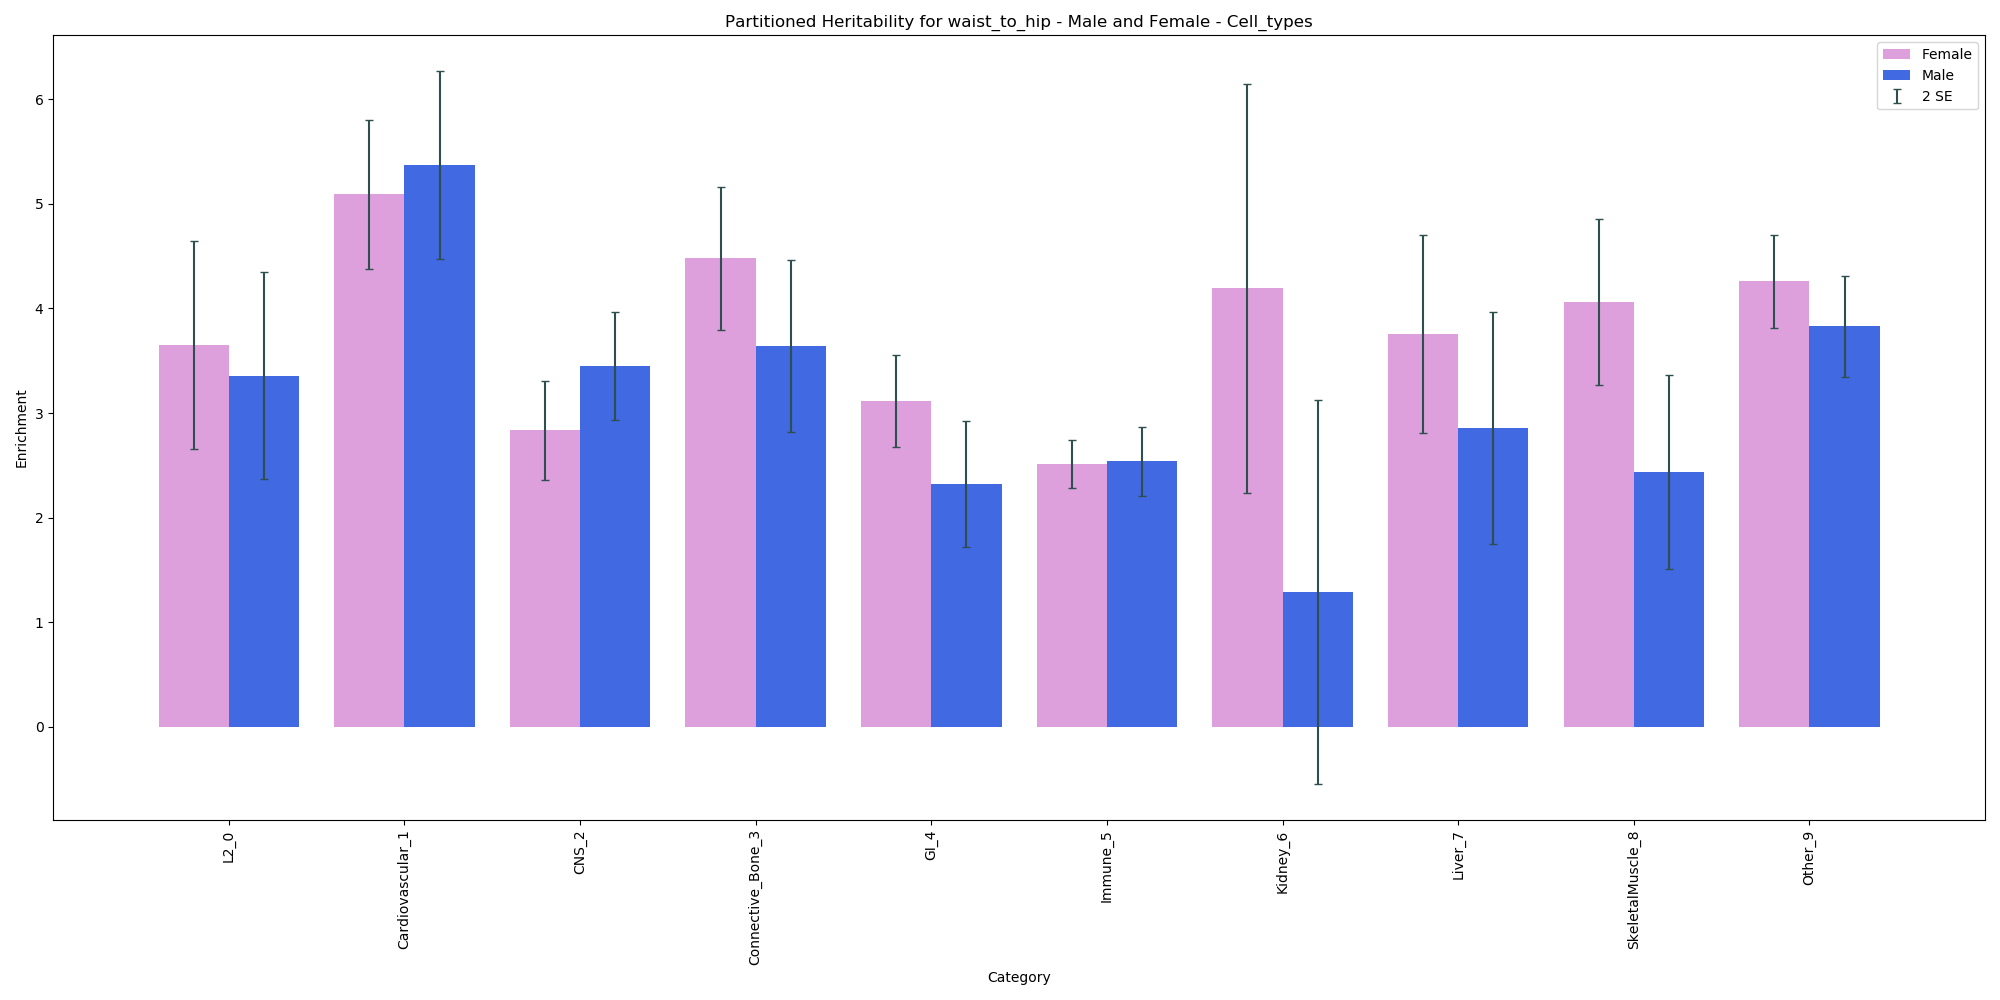 Partitioned Heritability for waist_to_hip - Male and Female - Cell_types
Female
Male
2 SE
Enrichment
6
5
4
3
2
1
0
L2_0
Cardiovascular_1
CNS_2
Connective_Bone_3
GI_4
Immune_5
Kidney_6
Liver_7
SkeletalMuscle_8
Other_9
Category